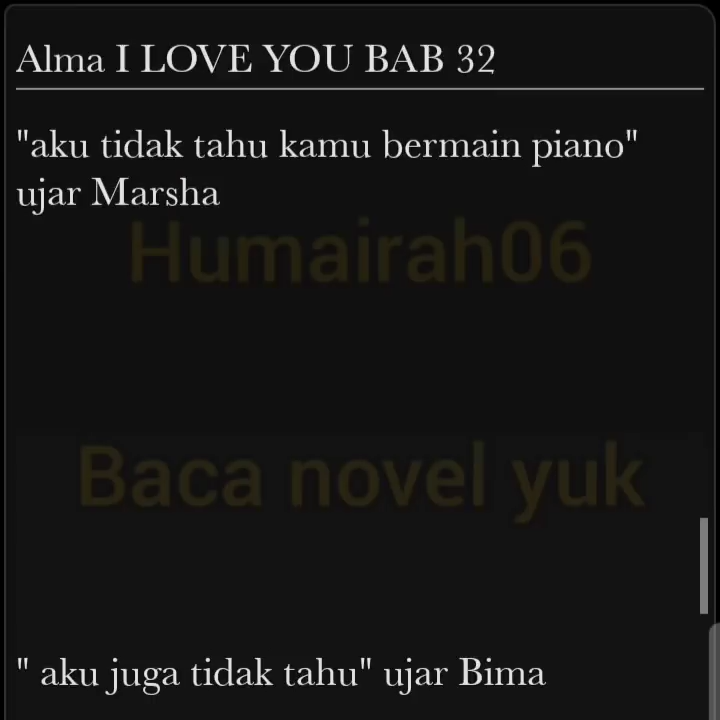 Alma I LOVE YOU BAB 32
"aku tidak tahu kamu bermain piano"
ujar Marsha
Humairah06
Baca novel yuk
" aku juga tidak tahu" ujar Bima